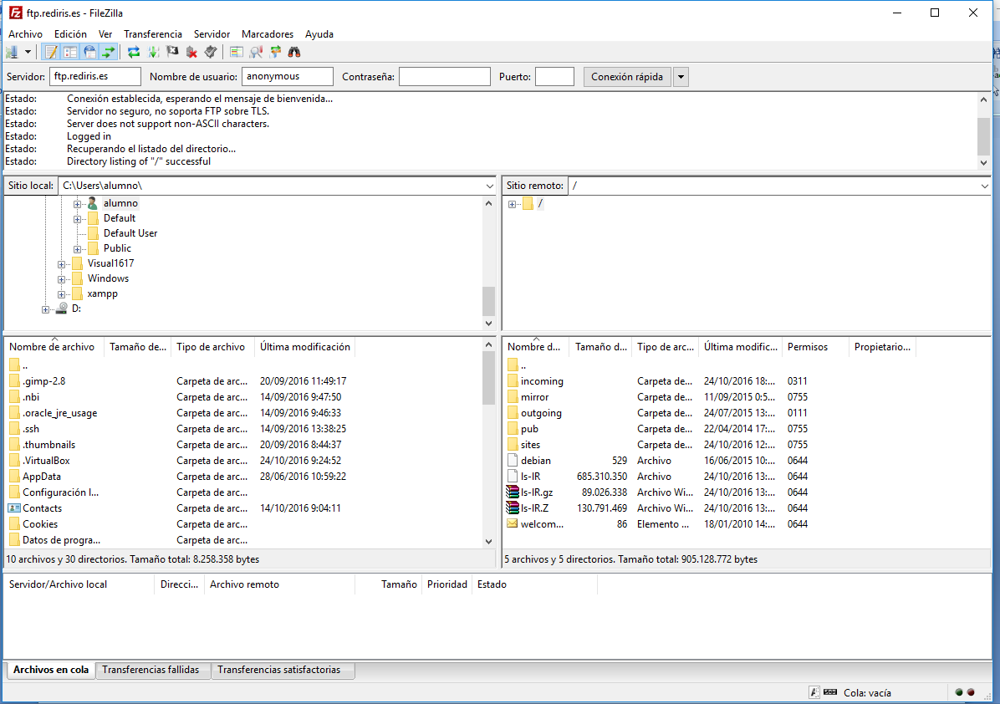 ftp.rediris.es - FileZilla
Archivo Edición Ver Transferencia Servidor Marcadores Ayuda
Servidor: ftp.rediris.es Nombre de usuario: anonymous Contraseña: Puerto: Conexión rápida
Estado: Conexión establecida, esperando el mensaje de bienvenida...
Estado: Servidor no seguro, no soporta FTP sobre TLS.
Estado: Server does not support non-ASCII characters.
Estado: Logged in
Estado: Recuperando el listado del directorio...
Estado: Directory listing of "/" successful
Sitio local: C:\Users\alumno\
alumno
Default
Default User
Public
Visual1617
Windows
xampp
D:
Sitio remoto: /
/
Nombre de archivo Tamaño de... Tipo de archivo Última modificación
..
.gimp-2.8 Carpeta de arc... 20/09/2016 11:49:17
.nbi Carpeta de arc... 14/09/2016 9:47:50
.oracle_jre_usage Carpeta de arc... 14/09/2016 9:46:33
.ssh Carpeta de arc... 14/09/2016 13:38:25
.thumbnails Carpeta de arc... 20/09/2016 8:44:37
.VirtualBox Carpeta de arc... 24/10/2016 9:24:52
AppData Carpeta de arc... 28/06/2016 10:59:22
Configuración l... Carpeta de arc...
Contacts Carpeta de arc... 14/10/2016 9:04:11
Cookies Carpeta de arc...
Datos de progra... Carpeta de arc...
10 archivos y 30 directorios. Tamaño total: 8.258.358 bytes
Nombre d... Tamaño d... Tipo de arc... Última modific... Permisos Propietario...
..
incoming Carpeta de... 24/10/2016 18:... 0311
mirror Carpeta de... 11/09/2015 0:5... 0755
outgoing Carpeta de... 24/07/2015 13:... 0111
pub Carpeta de... 22/04/2014 17:... 0755
sites Carpeta de... 24/10/2016 12:... 0755
debian 529 Archivo 16/06/2015 10:... 0644
ls-lR 685.310.350 Archivo 24/10/2016 13:... 0644
ls-lR.gz 89.026.338 Archivo Wi... 24/10/2016 13:... 0644
ls-lR.Z 130.791.469 Archivo Wi... 24/10/2016 13:... 0644
welcom... 86 Elemento ... 18/01/2010 14:... 0644
5 archivos y 5 directorios. Tamaño total: 905.128.772 bytes
Servidor/Archivo local Direcci... Archivo remoto Tamaño Prioridad Estado
Archivos en cola Transferencias fallidas Transferencias satisfactorias
Cola: vacía